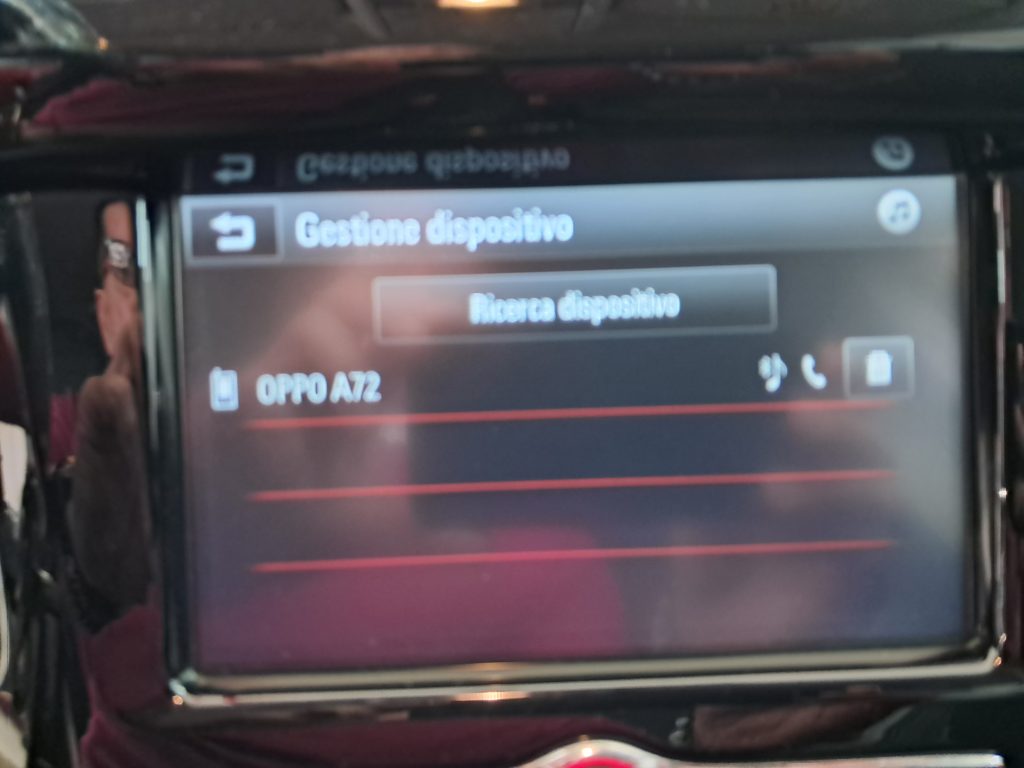 Gestione dispositivo
Ricerca dispositivo
OPPO A72